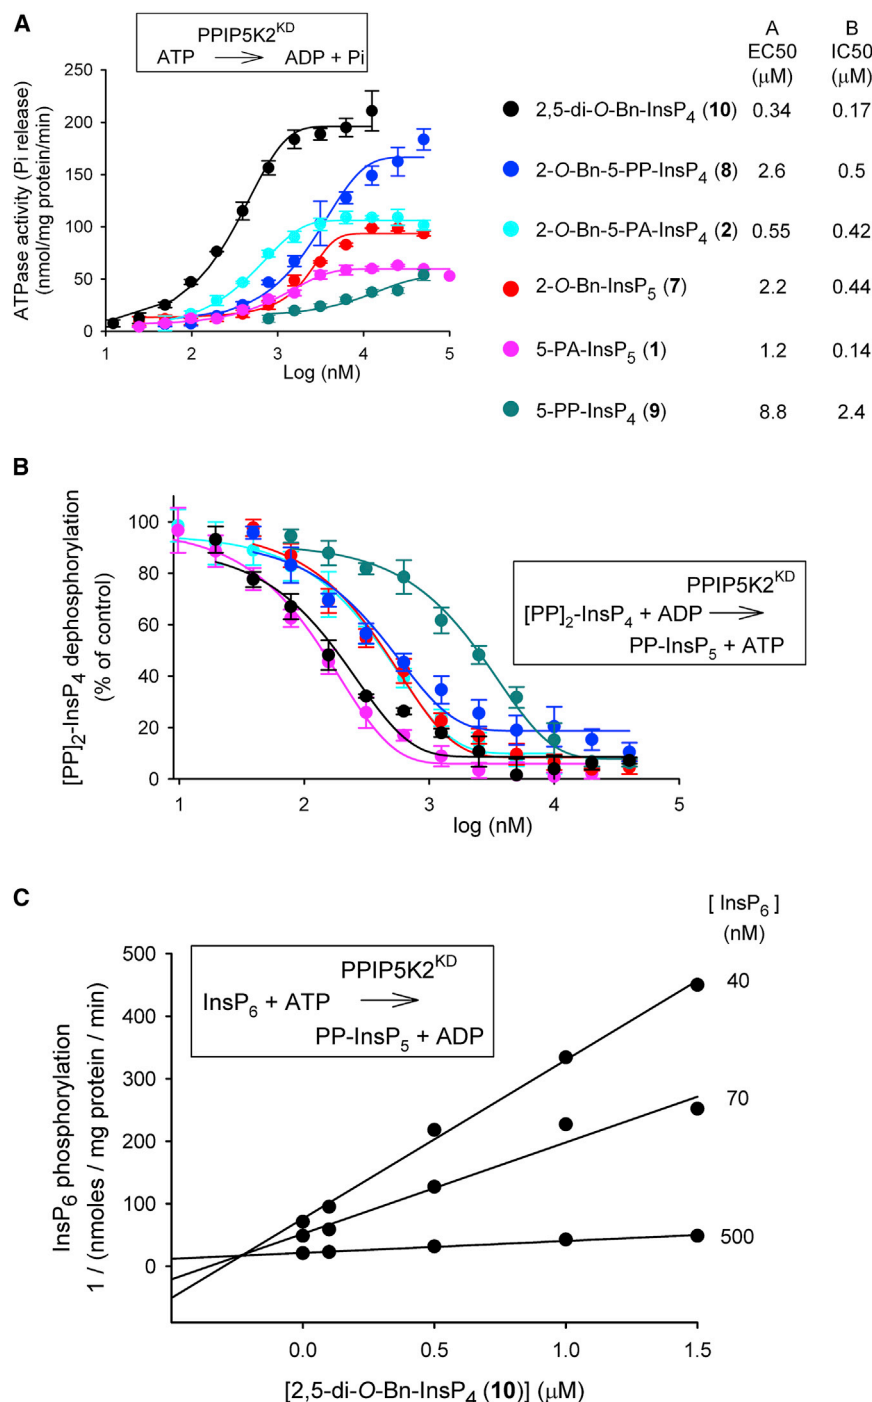 A
PPIP5K2^KD
ATP → ADP + Pi
A B
EC50 IC50
(μM) (μM)
2,5-di-O-Bn-InsP₄ (10) 0.34 0.17
2-O-Bn-5-PP-InsP₄ (8) 2.6 0.5
2-O-Bn-5-PA-InsP₄ (2) 0.55 0.42
2-O-Bn-InsP₅ (7) 2.2 0.44
5-PA-InsP₅ (1) 1.2 0.14
5-PP-InsP₄ (9) 8.8 2.4
ATPase activity (Pi release)
(nmol/mg protein/min)
250
200
150
100
50
0
1 2 3 4 5
Log (nM)
B
[PP]₂-InsP₄ dephosphorylation
(% of control)
100
80
60
40
20
0
1 2 3 4 5
log (nM)
PPIP5K2^KD
[PP]₂-InsP₄ + ADP →
PP-InsP₅ + ATP
C
[ InsP₆ ]
(nM)
40
70
500
PPIP5K2^KD
InsP₆ + ATP →
PP-InsP₅ + ADP
InsP₆ phosphorylation
1 / (nmoles / mg protein / min)
500
400
300
200
100
0
0.0 0.5 1.0 1.5
[2,5-di-O-Bn-InsP₄ (10)] (μM)